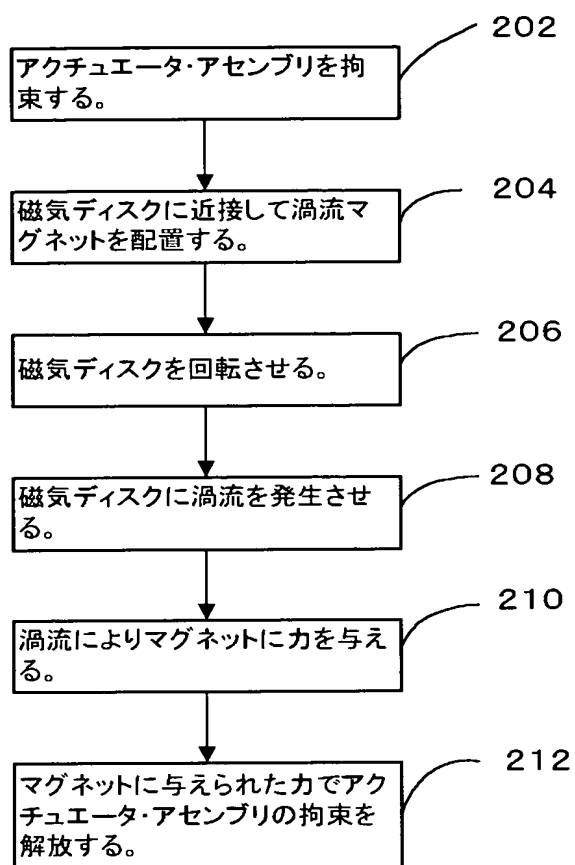 202
アクチュエータ・アセンブリを拘
束する。
204
磁気ディスクに近接して渦流マ
グネットを配置する。
206
磁気ディスクを回転させる。
208
磁気ディスクに渦流を発生させ
る。
210
渦流によりマグネットに力を与え
る。
212
マグネットに与えられた力でアク
チュエータ・アセンブリの拘束を
解放する。